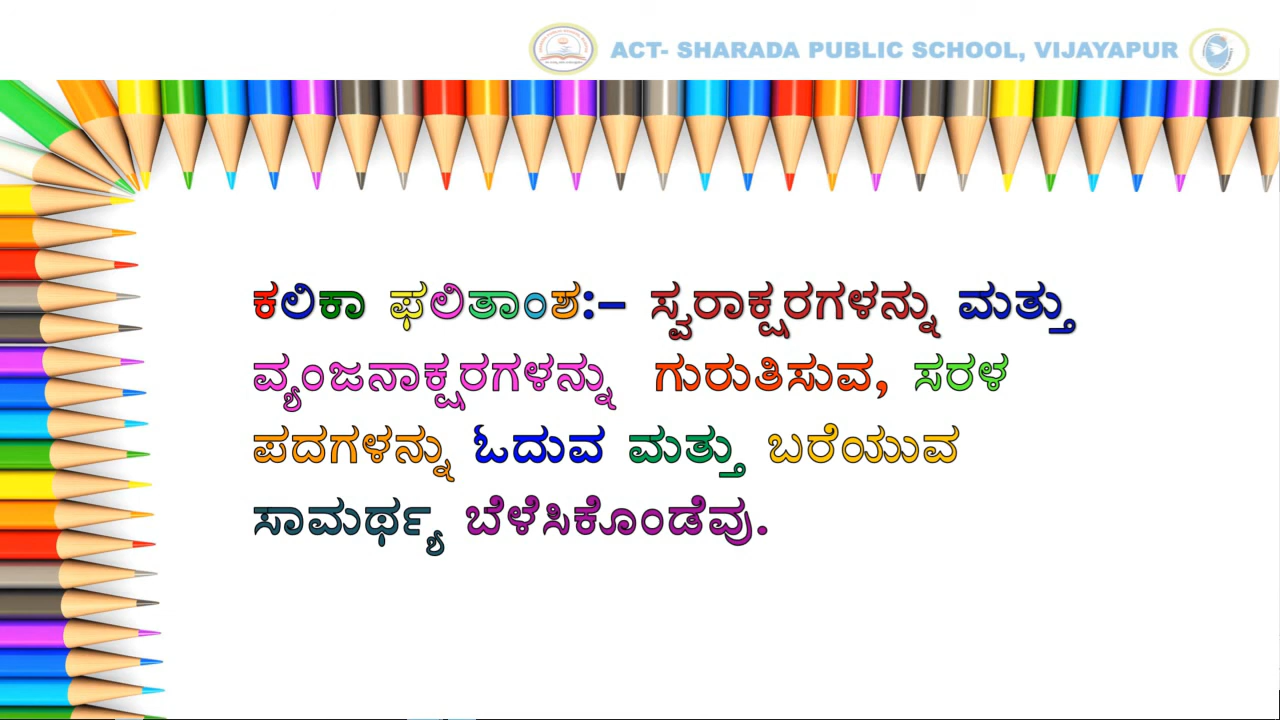 ACT- SHARADA PUBLIC SCHOOL, VIJAYAPUR
ಕಲಿಕಾ ಫಲಿತಾಂಶ:– ಸ್ವರಾಕ್ಷರಗಳನ್ನು ಮತ್ತು
ವ್ಯಂಜನಾಕ್ಷರಗಳನ್ನು ಗುರುತಿಸುವ, ಸರಳ
ಪದಗಳನ್ನು ಓದುವ ಮತ್ತು ಬರೆಯುವ
ಸಾಮರ್ಥ್ಯ ಬೆಳೆಸಿಕೊಂಡೆವು.